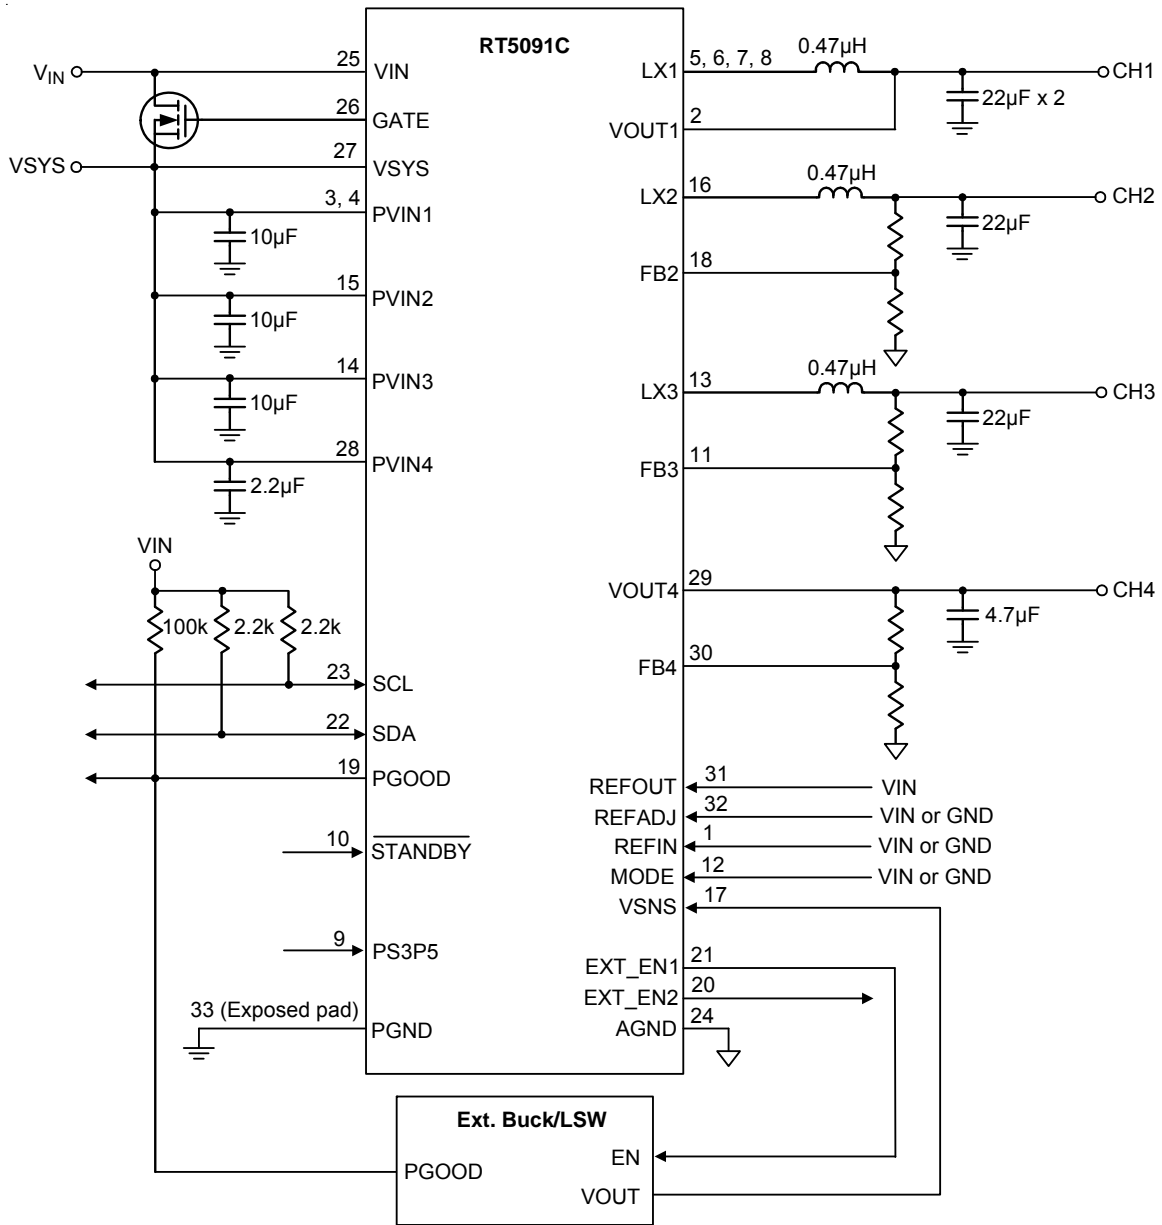 RT5091C
V_IN
25
VIN
26
GATE
VSYS
27
VSYS
3, 4
PVIN1
10µF
15
PVIN2
10µF
14
PVIN3
10µF
28
PVIN4
2.2µF
VIN
100k
2.2k
2.2k
23
SCL
22
SDA
19
PGOOD
10
STANDBY
9
PS3P5
33 (Exposed pad)
PGND
LX1
5, 6, 7, 8
0.47µH
CH1
22µF x 2
VOUT1
2
LX2
16
0.47µH
CH2
22µF
FB2
18
LX3
13
0.47µH
CH3
22µF
FB3
11
VOUT4
29
CH4
4.7µF
FB4
30
REFOUT
31
VIN
REFADJ
32
VIN or GND
REFIN
1
VIN or GND
MODE
12
VIN or GND
VSNS
17
EXT_EN1
21
EXT_EN2
20
AGND
24
Ext. Buck/LSW
PGOOD
EN
VOUT